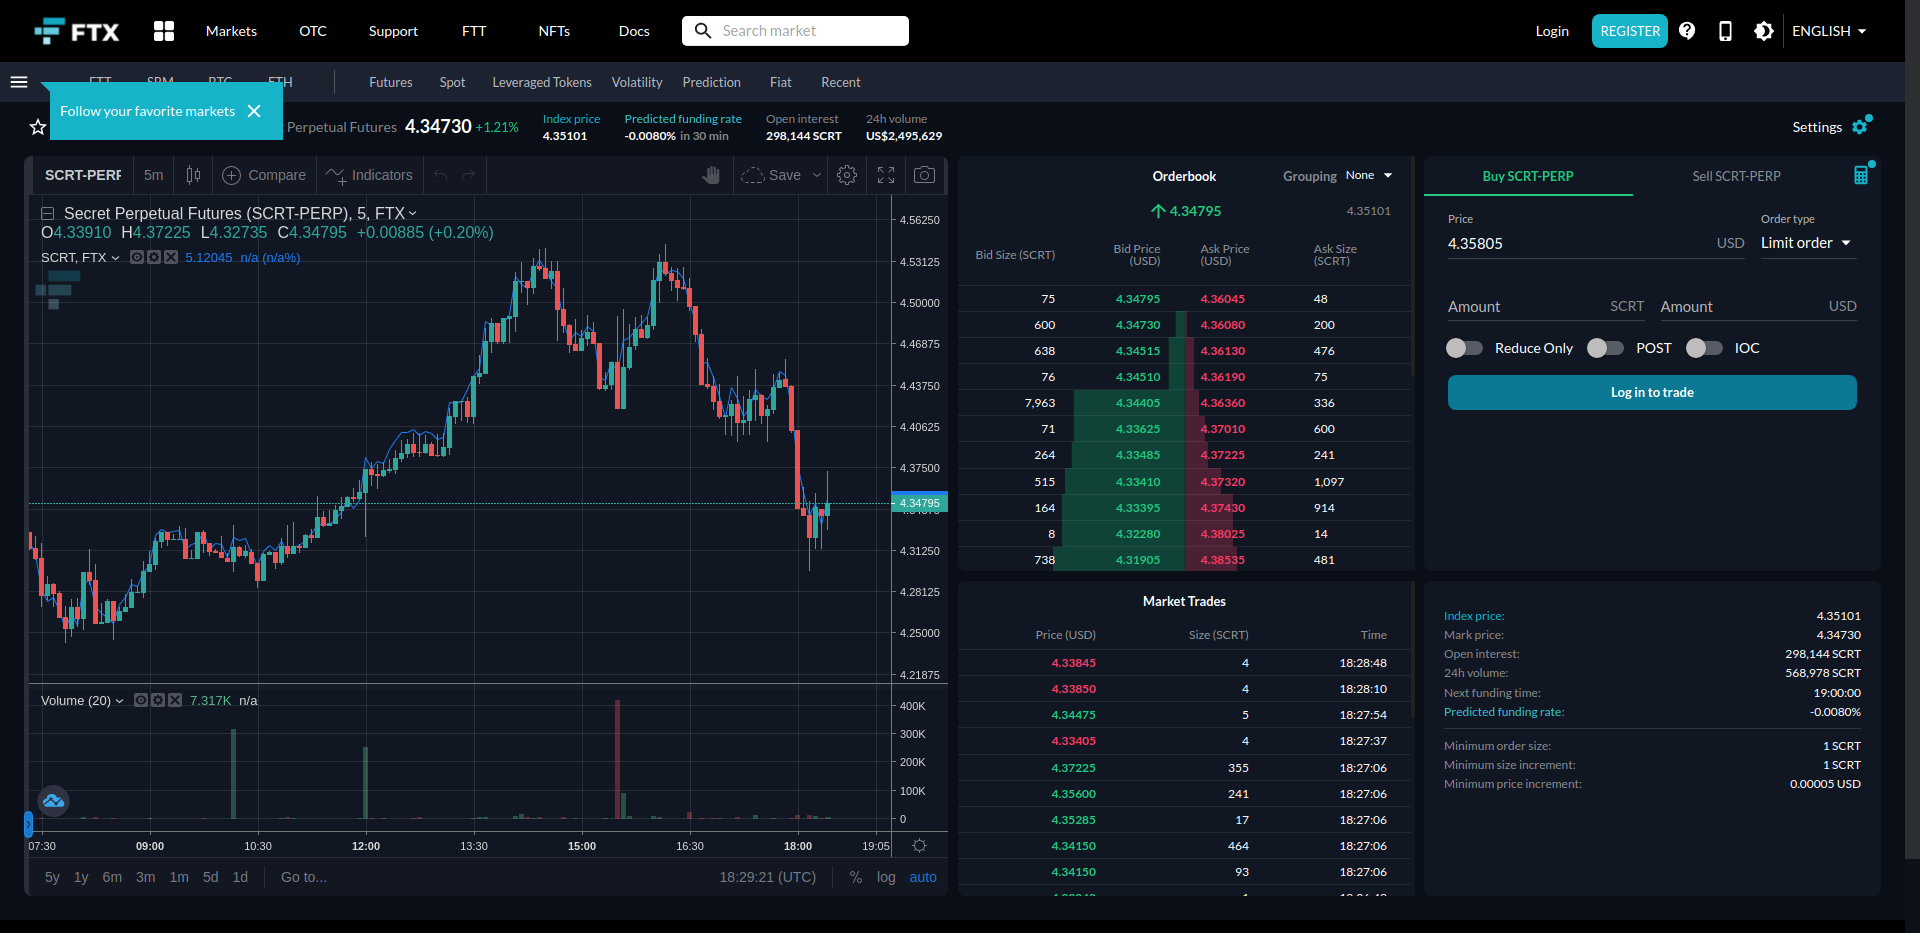 FTX
Markets
OTC
Support
FTT
NFTs
Docs
Search market
Login
REGISTER
ENGLISH
Futures
Spot
Leveraged Tokens
Volatility
Prediction
Fiat
Recent
Follow your favorite markets
Perpetual Futures
4.34730 +1.21%
Index price
4.35101
Predicted funding rate
-0.0080% in 30 min
Open interest
298,144 SCRT
24h volume
US$2,495,629
Settings
SCRT-PERP
5m
Compare
Indicators
Save
Secret Perpetual Futures (SCRT-PERP), 5, FTX
O4.33910 H4.37225 L4.32735 C4.34795 +0.00885 (+0.20%)
SCRT, FTX 5.12045 n/a (n/a%)
4.56250
4.53125
4.50000
4.46875
4.43750
4.40625
4.37500
4.34795
4.31250
4.28125
4.25000
4.21875
Volume (20) 7.317K n/a
400K
300K
200K
100K
0
07:30 09:00 10:30 12:00 13:30 15:00 16:30 18:00 19:05
5y 1y 6m 3m 1m 5d 1d Go to...
18:29:21 (UTC) % log auto
Orderbook
Grouping None
4.34795
4.35101
Bid Size (SCRT) Bid Price (USD) Ask Price (USD) Ask Size (SCRT)
75 4.34795 4.36045 48
600 4.34730 4.36080 200
638 4.34515 4.36130 476
76 4.34510 4.36190 75
7,963 4.34405 4.36360 336
71 4.33625 4.37010 600
264 4.33485 4.37225 241
515 4.33410 4.37320 1,097
164 4.33395 4.37430 914
8 4.32280 4.38025 14
738 4.31905 4.38535 481
Market Trades
Price (USD) Size (SCRT) Time
4.33845 4 18:28:48
4.33850 4 18:28:10
4.34475 5 18:27:54
4.33405 4 18:27:37
4.37225 355 18:27:06
4.35600 241 18:27:06
4.35285 17 18:27:06
4.34150 464 18:27:06
4.34150 93 18:27:06
Buy SCRT-PERP
Sell SCRT-PERP
Price
4.35805 USD
Order type
Limit order
Amount SCRT
Amount USD
Reduce Only
POST
IOC
Log in to trade
Index price: 4.35101
Mark price: 4.34730
Open interest: 298,144 SCRT
24h volume: 568,978 SCRT
Next funding time: 19:00:00
Predicted funding rate: -0.0080%
Minimum order size: 1 SCRT
Minimum size increment: 1 SCRT
Minimum price increment: 0.00005 USD